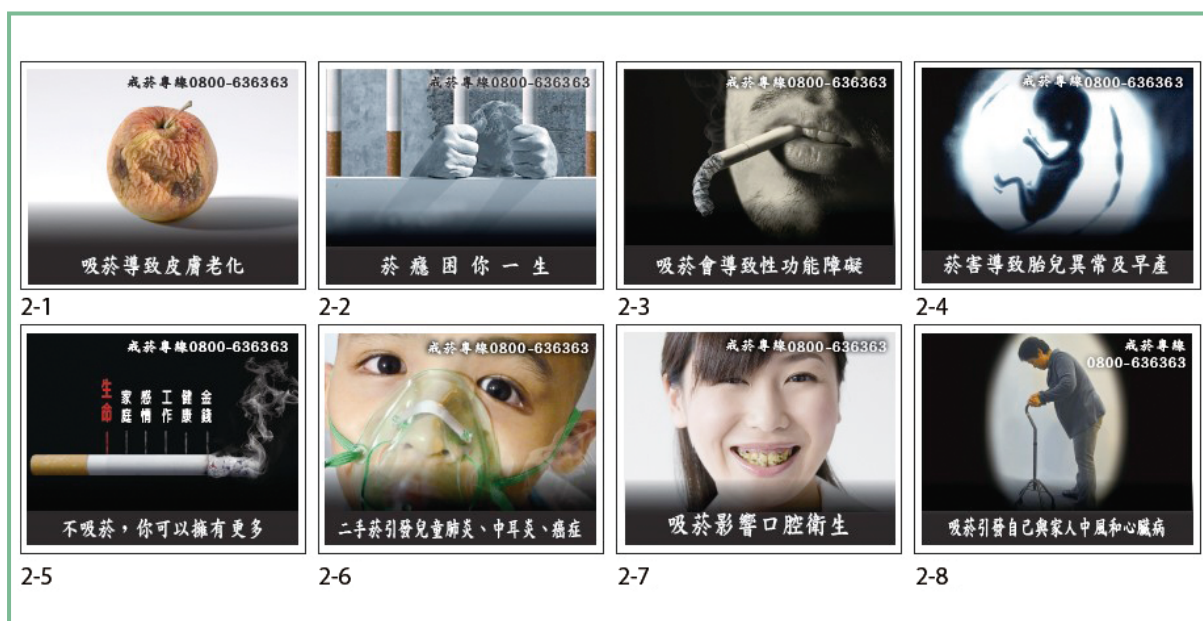 戒菸專線0800-636363
吸菸導致皮膚老化
2-1
戒菸專線0800-636363
菸癮困你一生
2-2
戒菸專線0800-636363
吸菸會導致性功能障礙
2-3
戒菸專線0800-636363
菸害導致胎兒異常及早產
2-4
戒菸專線0800-636363
生命
家庭
感情
工作
健康
金錢
不吸菸，你可以擁有更多
2-5
戒菸專線0800-636363
二手菸引發兒童肺炎、中耳炎、癌症
2-6
戒菸專線0800-636363
吸菸影響口腔衛生
2-7
戒菸專線
0800-636363
吸菸引發自己與家人中風和心臟病
2-8